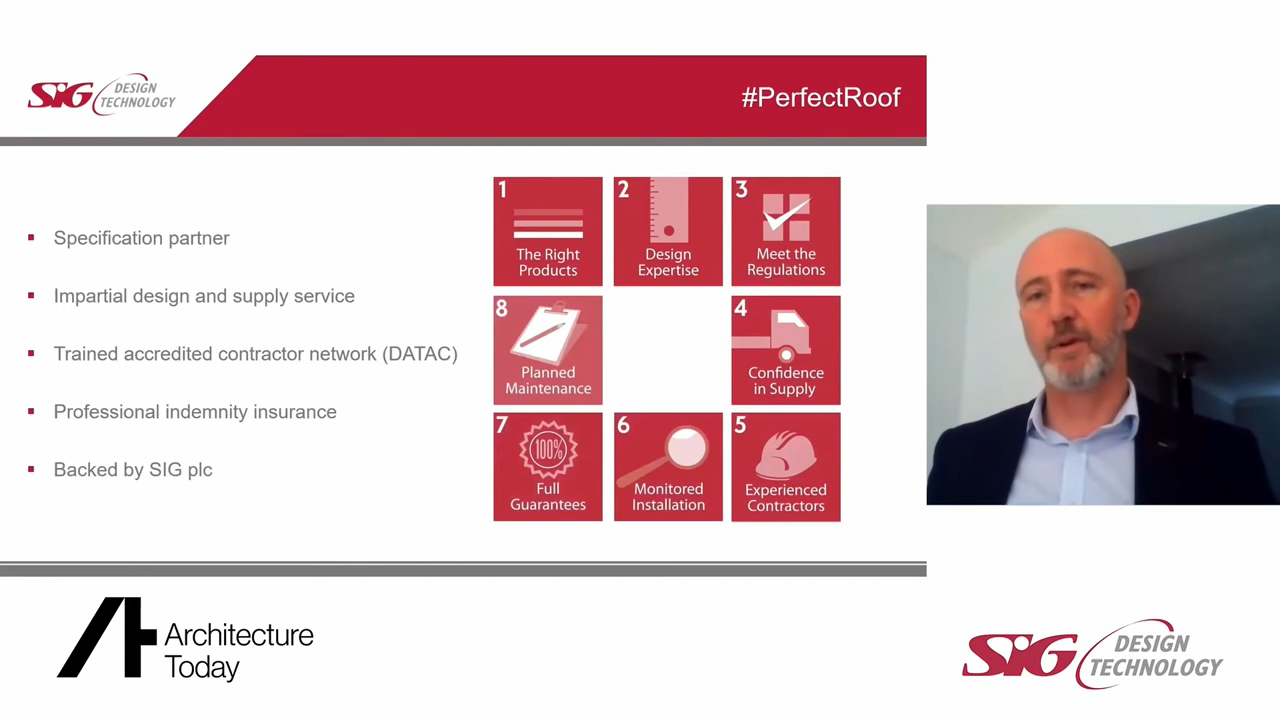 SIG DESIGN
TECHNOLOGY
#PerfectRoof
Specification partner
Impartial design and supply service
Trained accredited contractor network (DATAC)
Professional indemnity insurance
Backed by SIG plc
1
The Right
Products
2
Design
Expertise
3
Meet the
Regulations
8
Planned
Maintenance
4
Confidence
in Supply
7
100%
Full
Guarantees
6
Monitored
Installation
5
Experienced
Contractors
Architecture
Today
SIG DESIGN
TECHNOLOGY